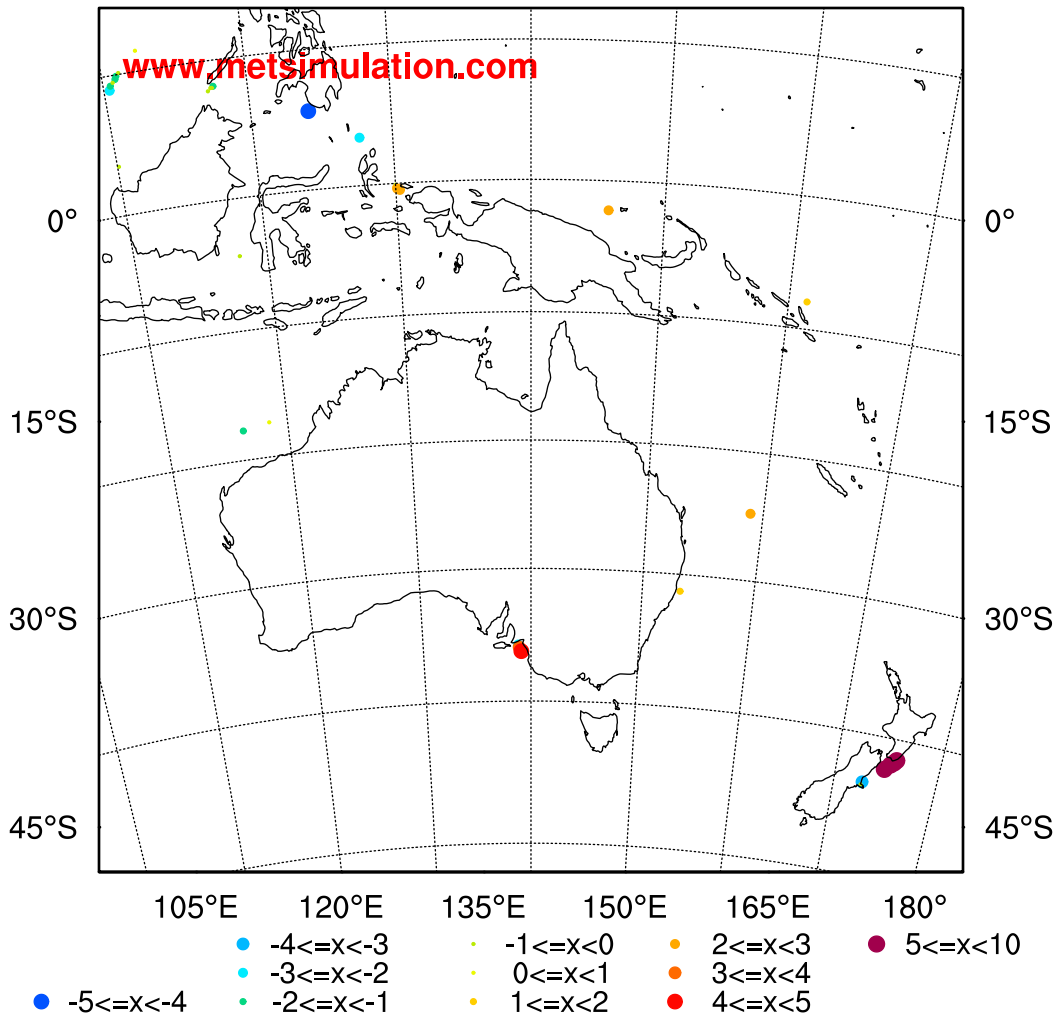 www.metsimulation.com
0° 0°
15°S 15°S
30°S 30°S
45°S 45°S
105°E 120°E 135°E 150°E 165°E 180°
-4<=x<-3 -1<=x<0 2<=x<3 5<=x<10
-3<=x<-2 0<=x<1 3<=x<4
-5<=x<-4 -2<=x<-1 1<=x<2 4<=x<5